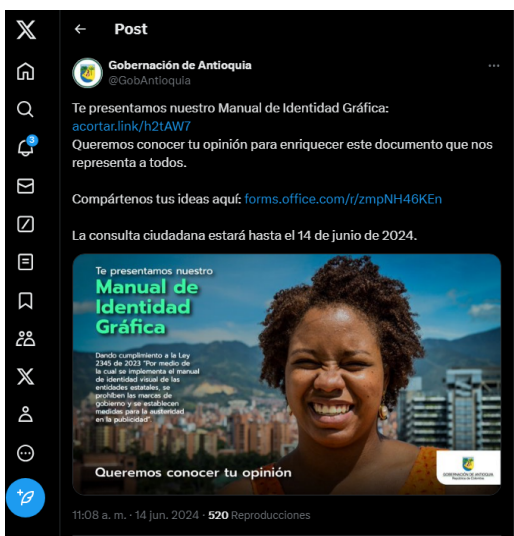 Post
Gobernación de Antioquia
@GobAntioquia
Te presentamos nuestro Manual de Identidad Gráfica:
acortar.link/h2tAW7
Queremos conocer tu opinión para enriquecer este documento que nos
representa a todos.
Compártenos tus ideas aquí: forms.office.com/r/zmpNH46KEn
La consulta ciudadana estará hasta el 14 de junio de 2024.
3
Te presentamos nuestro
Manual de
Identidad
Gráfica
Dando cumplimiento a la Ley
2345 de 2023 "Por medio de
la cual se implementa el manual
de identidad visual de las
entidades estatales, se
prohíben las marcas de
gobierno y se establecen
medidas para la austeridad
en la publicidad".
Queremos conocer tu opinión
GOBERNACIÓN DE ANTIOQUIA
República de Colombia
11:08 a. m. · 14 jun. 2024 · 520 Reproducciones